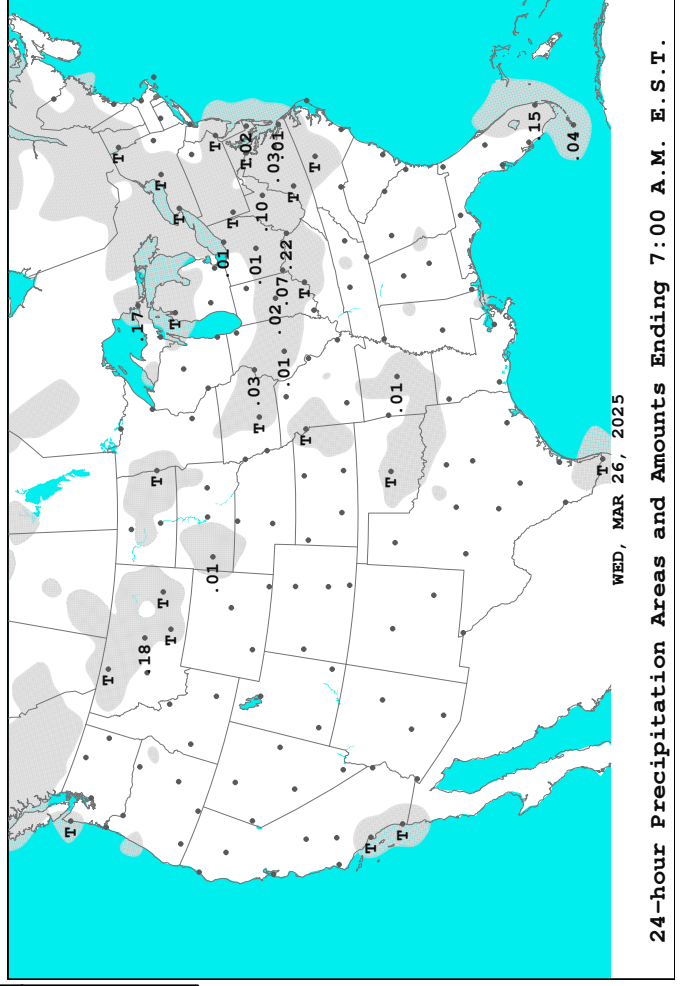 T
T
T
.17
.18
T
T
T
T
T
T
.01
T
.01
T
.02
T
.03
.01
T
.10
.03
.02
.01
.07
.01
.22
T
T
T
T
T
T
.01
T
.15
.04
T
WED, MAR 26, 2025
24-hour Precipitation Areas and Amounts Ending 7:00 A.M. E.S.T.